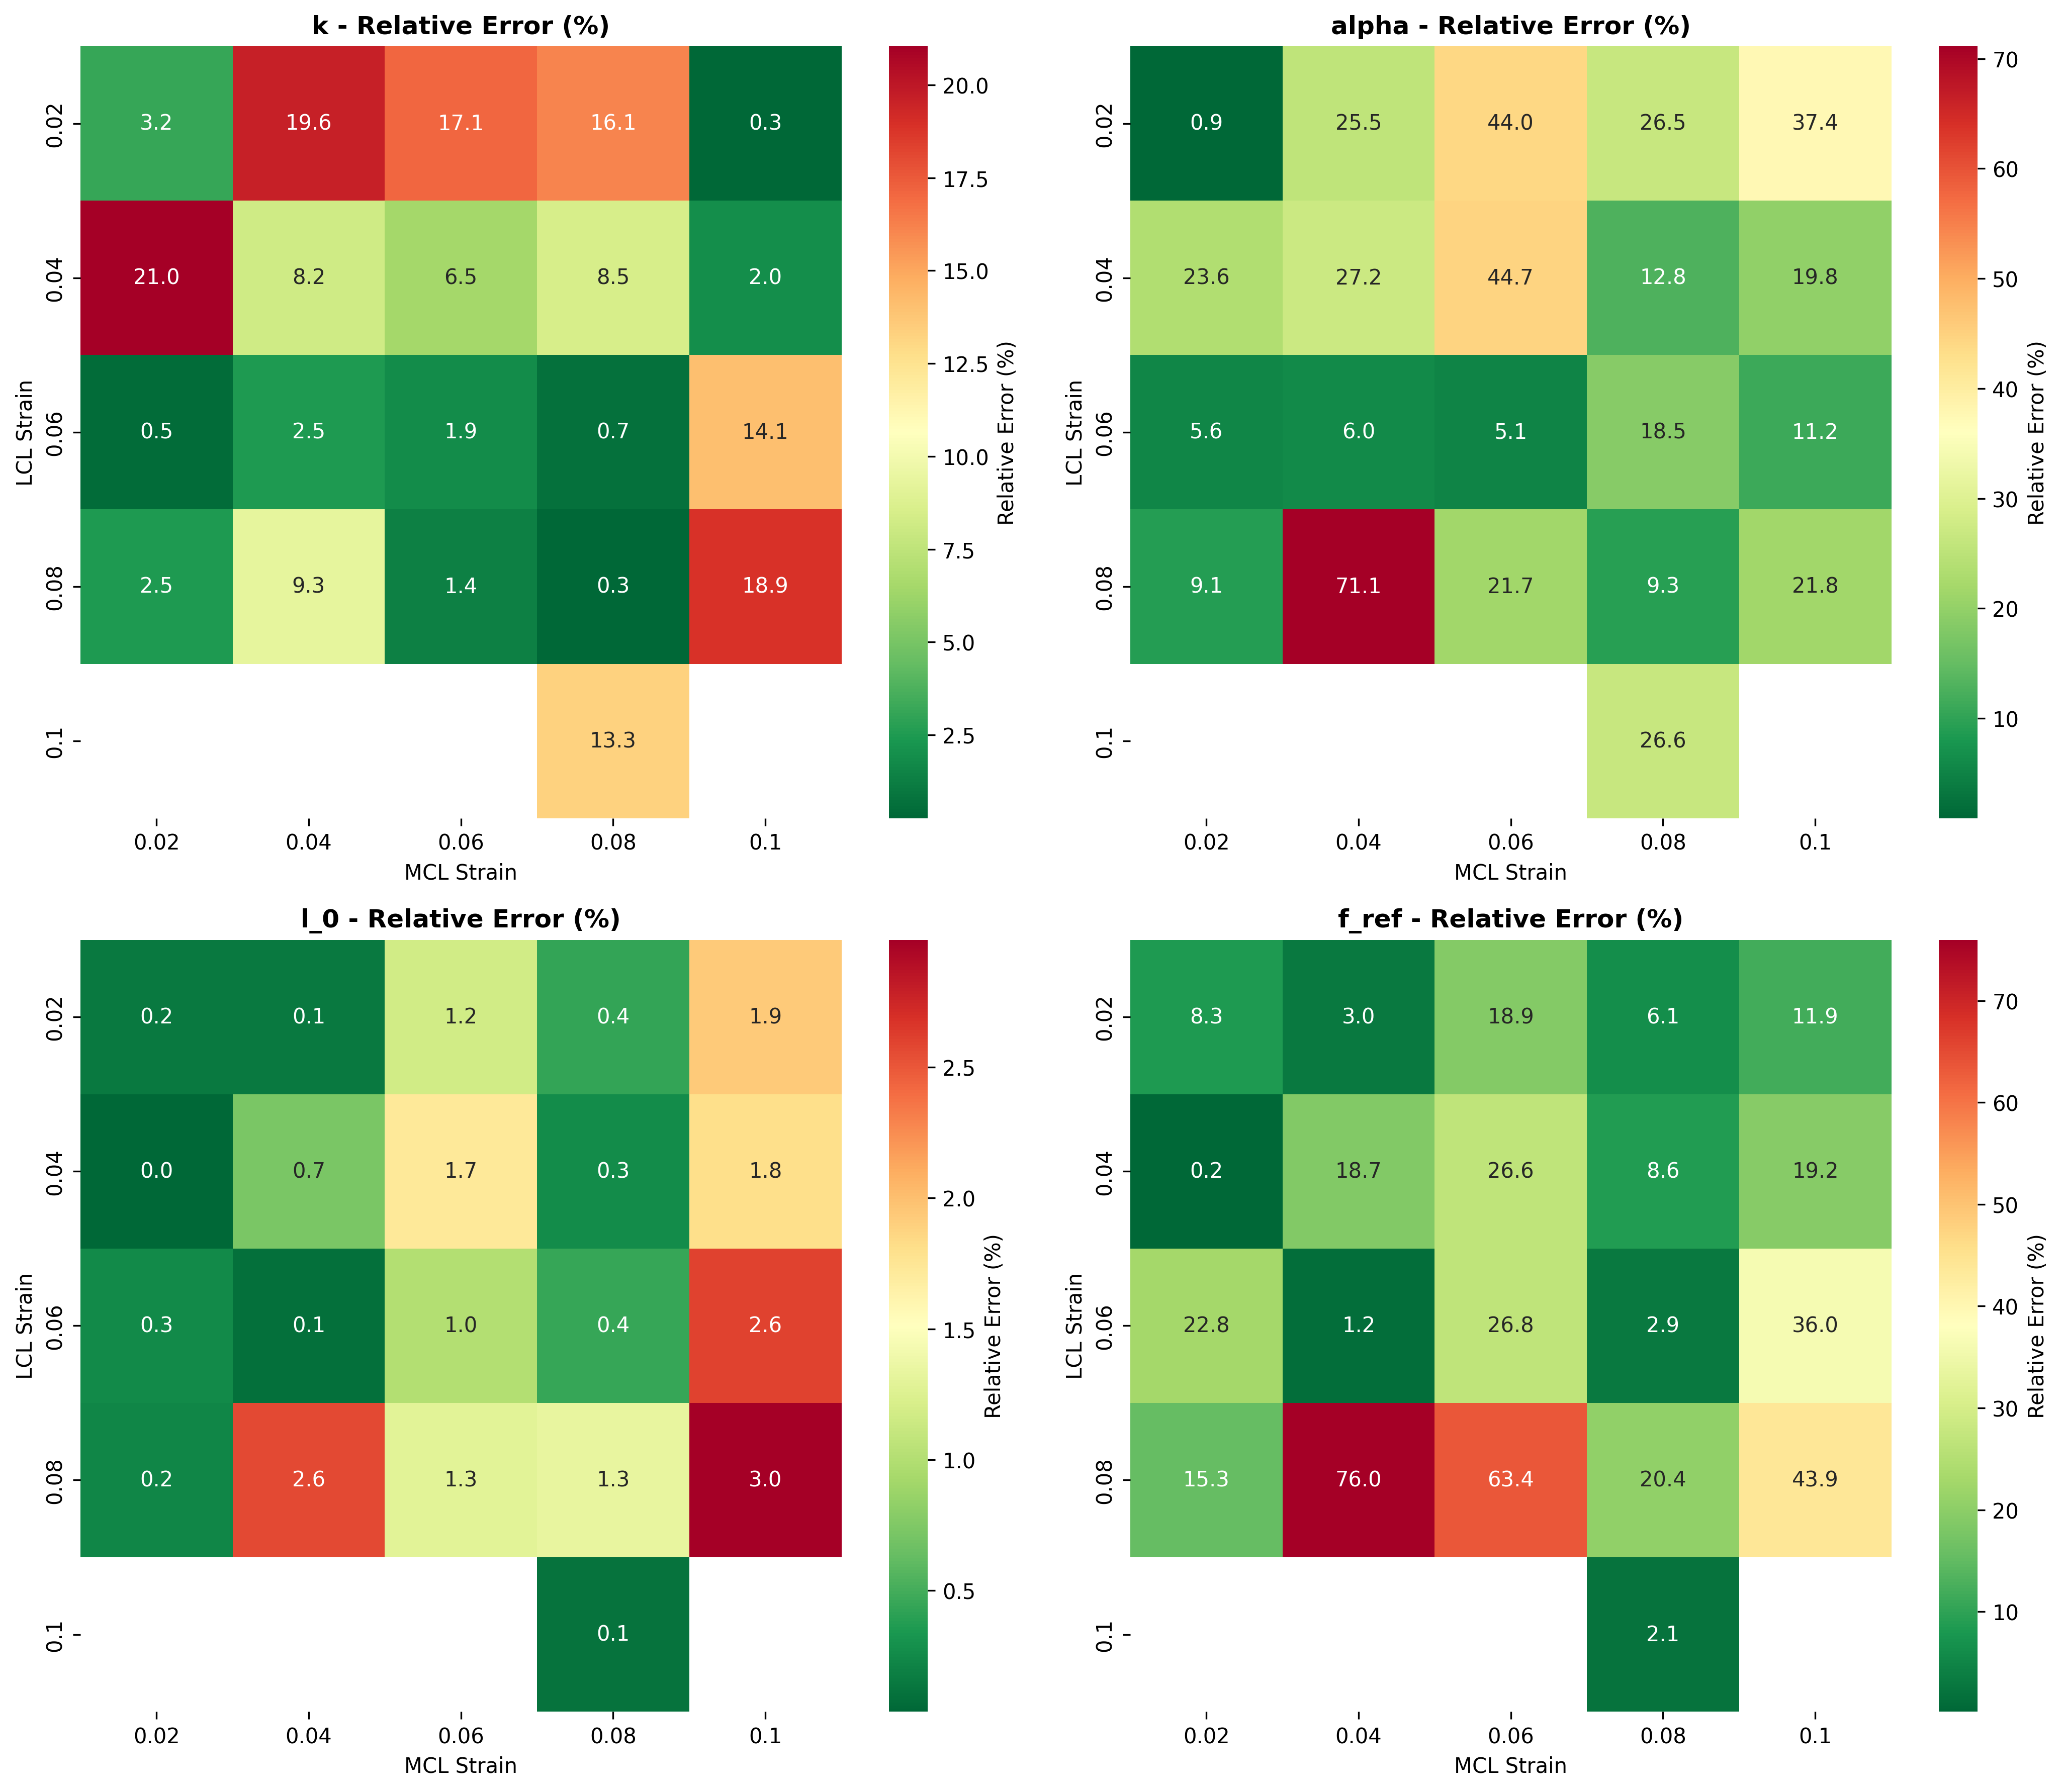 k - Relative Error (%)
LCL Strain
0.02 3.2 19.6 17.1 16.1 0.3
0.04 21.0 8.2 6.5 8.5 2.0
0.06 0.5 2.5 1.9 0.7 14.1
0.08 2.5 9.3 1.4 0.3 18.9
0.1 13.3
0.02 0.04 0.06 0.08 0.1
MCL Strain
20.0
17.5
15.0
12.5
10.0
7.5
5.0
2.5
Relative Error (%)
alpha - Relative Error (%)
LCL Strain
0.02 0.9 25.5 44.0 26.5 37.4
0.04 23.6 27.2 44.7 12.8 19.8
0.06 5.6 6.0 5.1 18.5 11.2
0.08 9.1 71.1 21.7 9.3 21.8
0.1 26.6
0.02 0.04 0.06 0.08 0.1
MCL Strain
70
60
50
40
30
20
10
Relative Error (%)
l_0 - Relative Error (%)
LCL Strain
0.02 0.2 0.1 1.2 0.4 1.9
0.04 0.0 0.7 1.7 0.3 1.8
0.06 0.3 0.1 1.0 0.4 2.6
0.08 0.2 2.6 1.3 1.3 3.0
0.1 0.1
0.02 0.04 0.06 0.08 0.1
MCL Strain
2.5
2.0
1.5
1.0
0.5
Relative Error (%)
f_ref - Relative Error (%)
LCL Strain
0.02 8.3 3.0 18.9 6.1 11.9
0.04 0.2 18.7 26.6 8.6 19.2
0.06 22.8 1.2 26.8 2.9 36.0
0.08 15.3 76.0 63.4 20.4 43.9
0.1 2.1
0.02 0.04 0.06 0.08 0.1
MCL Strain
70
60
50
40
30
20
10
Relative Error (%)